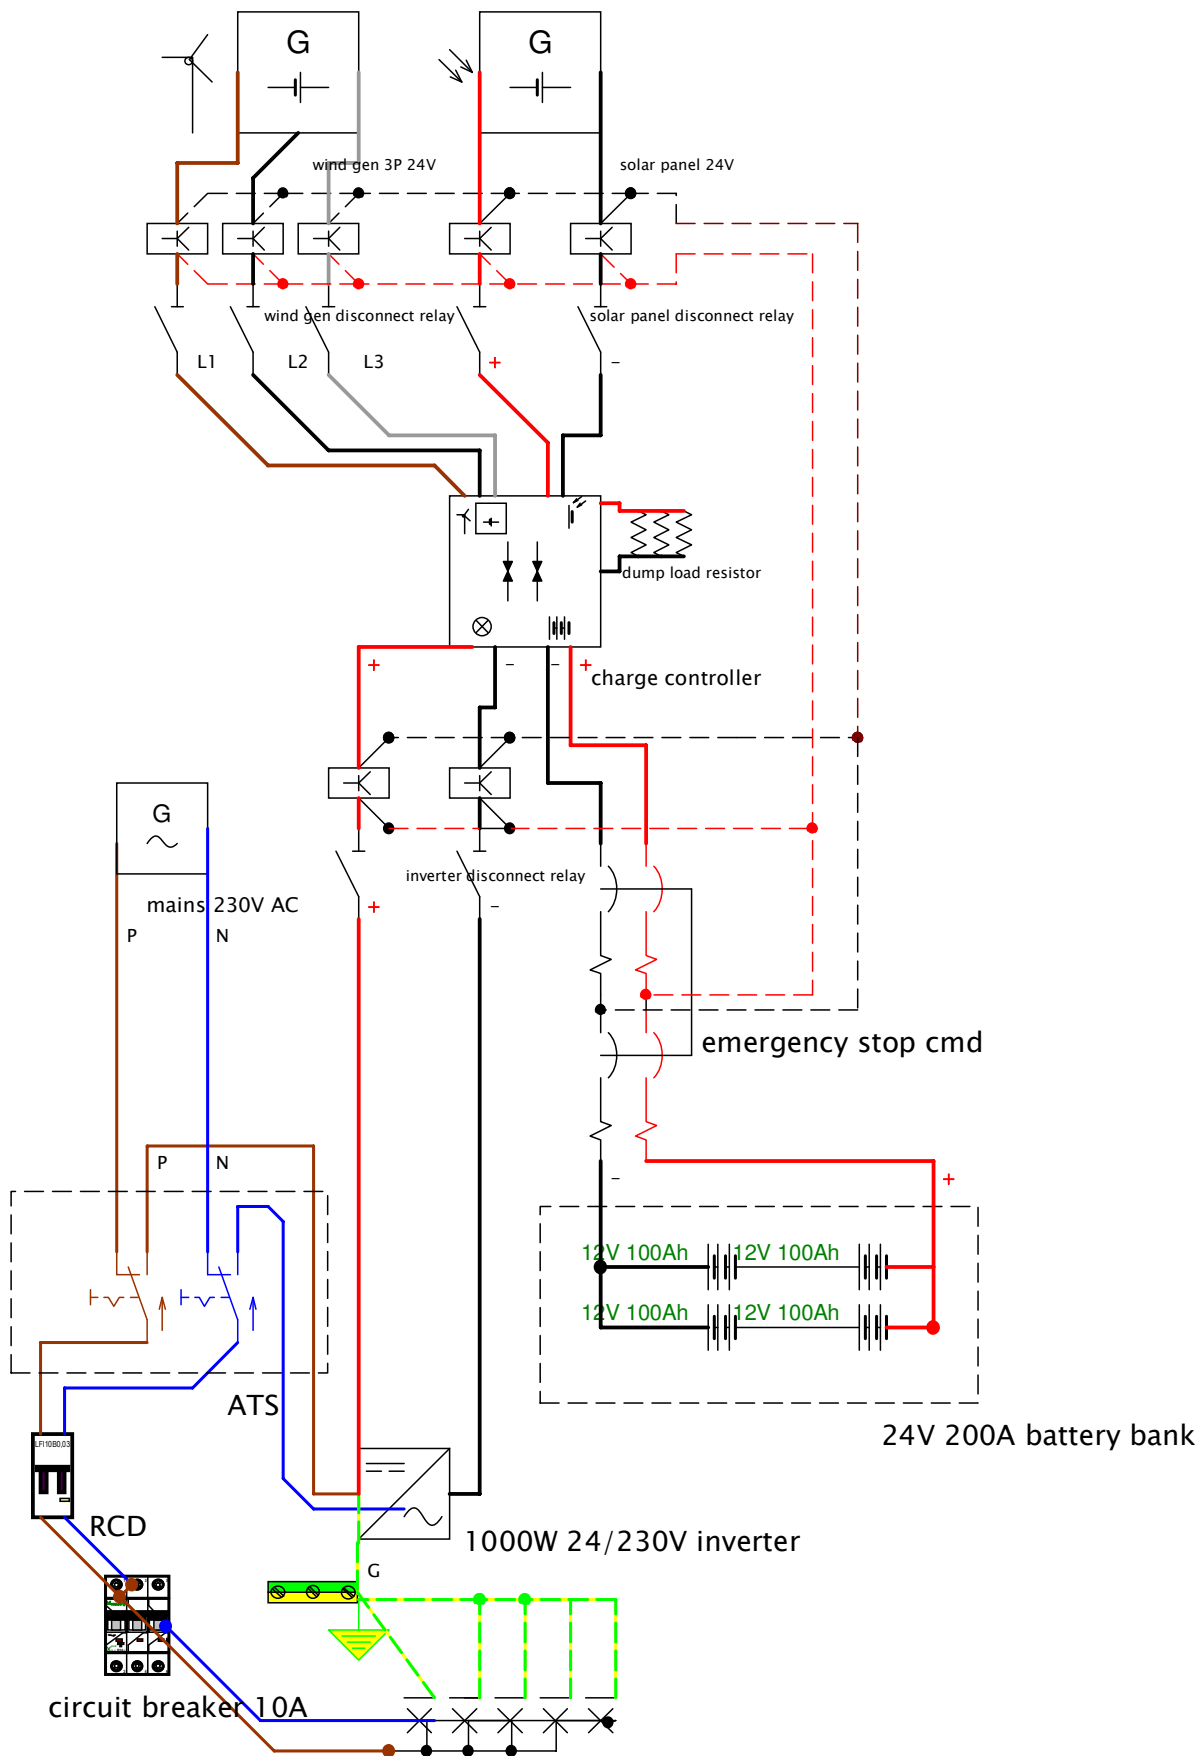 G
G
wind gen 3P 24V
solar panel 24V
wind gen disconnect relay
solar panel disconnect relay
L1
L2
L3
+
-
dump load resistor
+
-
-
+
charge controller
G
mains 230V AC
P
N
inverter disconnect relay
+
-
emergency stop cmd
P
N
-
+
12V 100Ah
12V 100Ah
12V 100Ah
12V 100Ah
ATS
24V 200A battery bank
LFI10B0,03
RCD
1000W 24/230V inverter
G
circuit breaker 10A